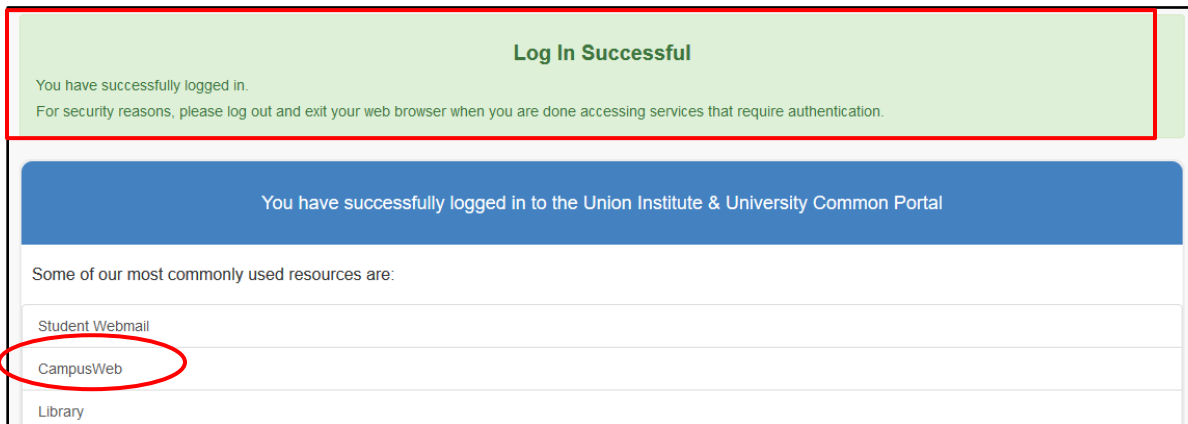 Log In Successful
You have successfully logged in.
For security reasons, please log out and exit your web browser when you are done accessing services that require authentication.
You have successfully logged in to the Union Institute & University Common Portal
Some of our most commonly used resources are:
Student Webmail
CampusWeb
Library